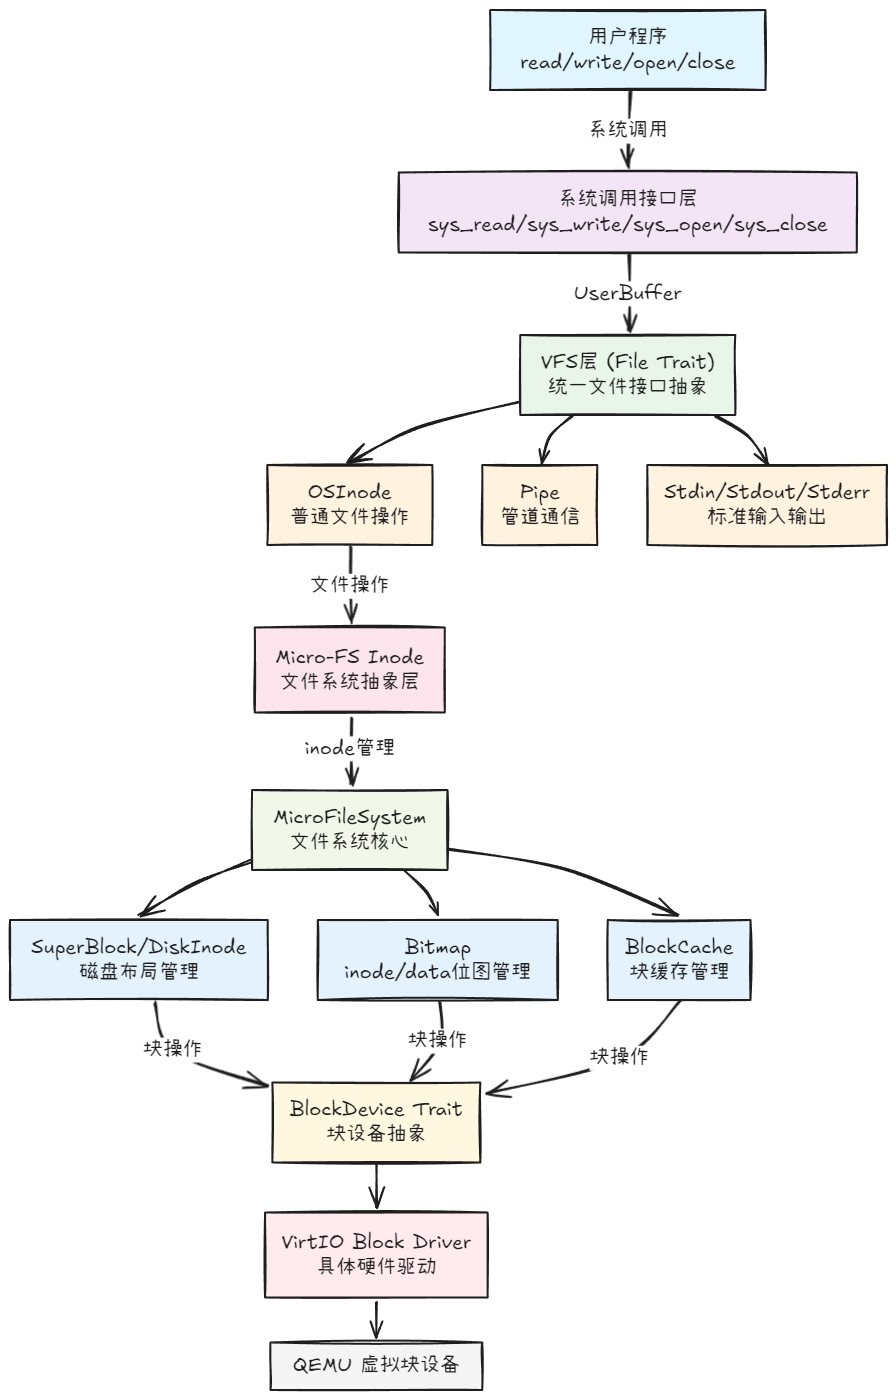 用户程序
read/write/open/close
系统调用
系统调用接口层
sys_read/sys_write/sys_open/sys_close
UserBuffer
VFS层 (File Trait)
统一文件接口抽象
OSInode
普通文件操作
Pipe
管道通信
Stdin/Stdout/Stderr
标准输入输出
文件操作
Micro-FS Inode
文件系统抽象层
inode管理
MicroFileSystem
文件系统核心
SuperBlock/DiskInode
磁盘布局管理
Bitmap
inode/data位图管理
BlockCache
块缓存管理
块操作
块操作
块操作
BlockDevice Trait
块设备抽象
VirtIO Block Driver
具体硬件驱动
QEMU 虚拟块设备